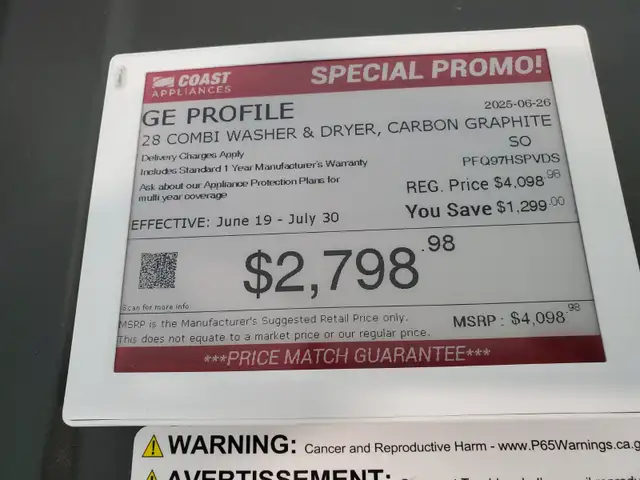 COAST
APPLIANCES
SPECIAL PROMO!
GE PROFILE
2025-06-26
28 COMBI WASHER & DRYER, CARBON GRAPHITE
SO
Delivery Charges Apply
PFQ97HSPVDS
Includes Standard 1 Year Manufacturer's Warranty
REG. Price $4,098.98
Ask about our Appliance Protection Plans for
multi year coverage
You Save $1,299.00
EFFECTIVE: June 19 - July 30
$2,798.98
Scan for more info
MSRP is the Manufacturer's Suggested Retail Price only.
MSRP : $4,098.98
This does not equate to a market price or our regular price.
***PRICE MATCH GUARANTEE***
WARNING: Cancer and Reproductive Harm - www.P65Warnings.ca.g
AVERTISSEMENT: